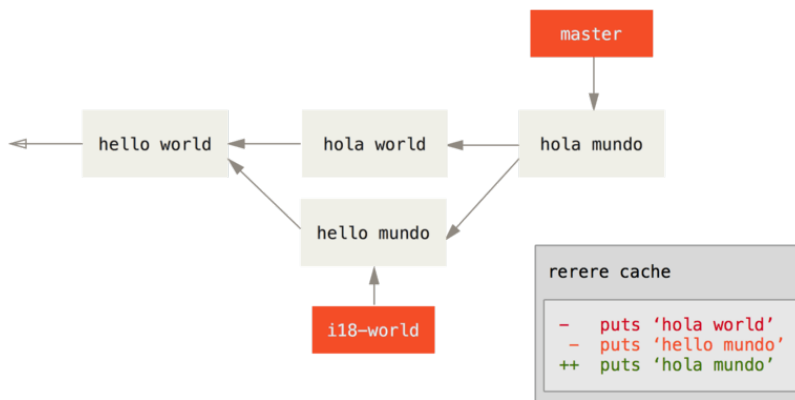 master
hello world
hola world
hola mundo
hello mundo
i18-world
rerere cache
-   puts ‘hola world’
 -  puts ‘hello mundo’
++  puts ‘hola mundo’